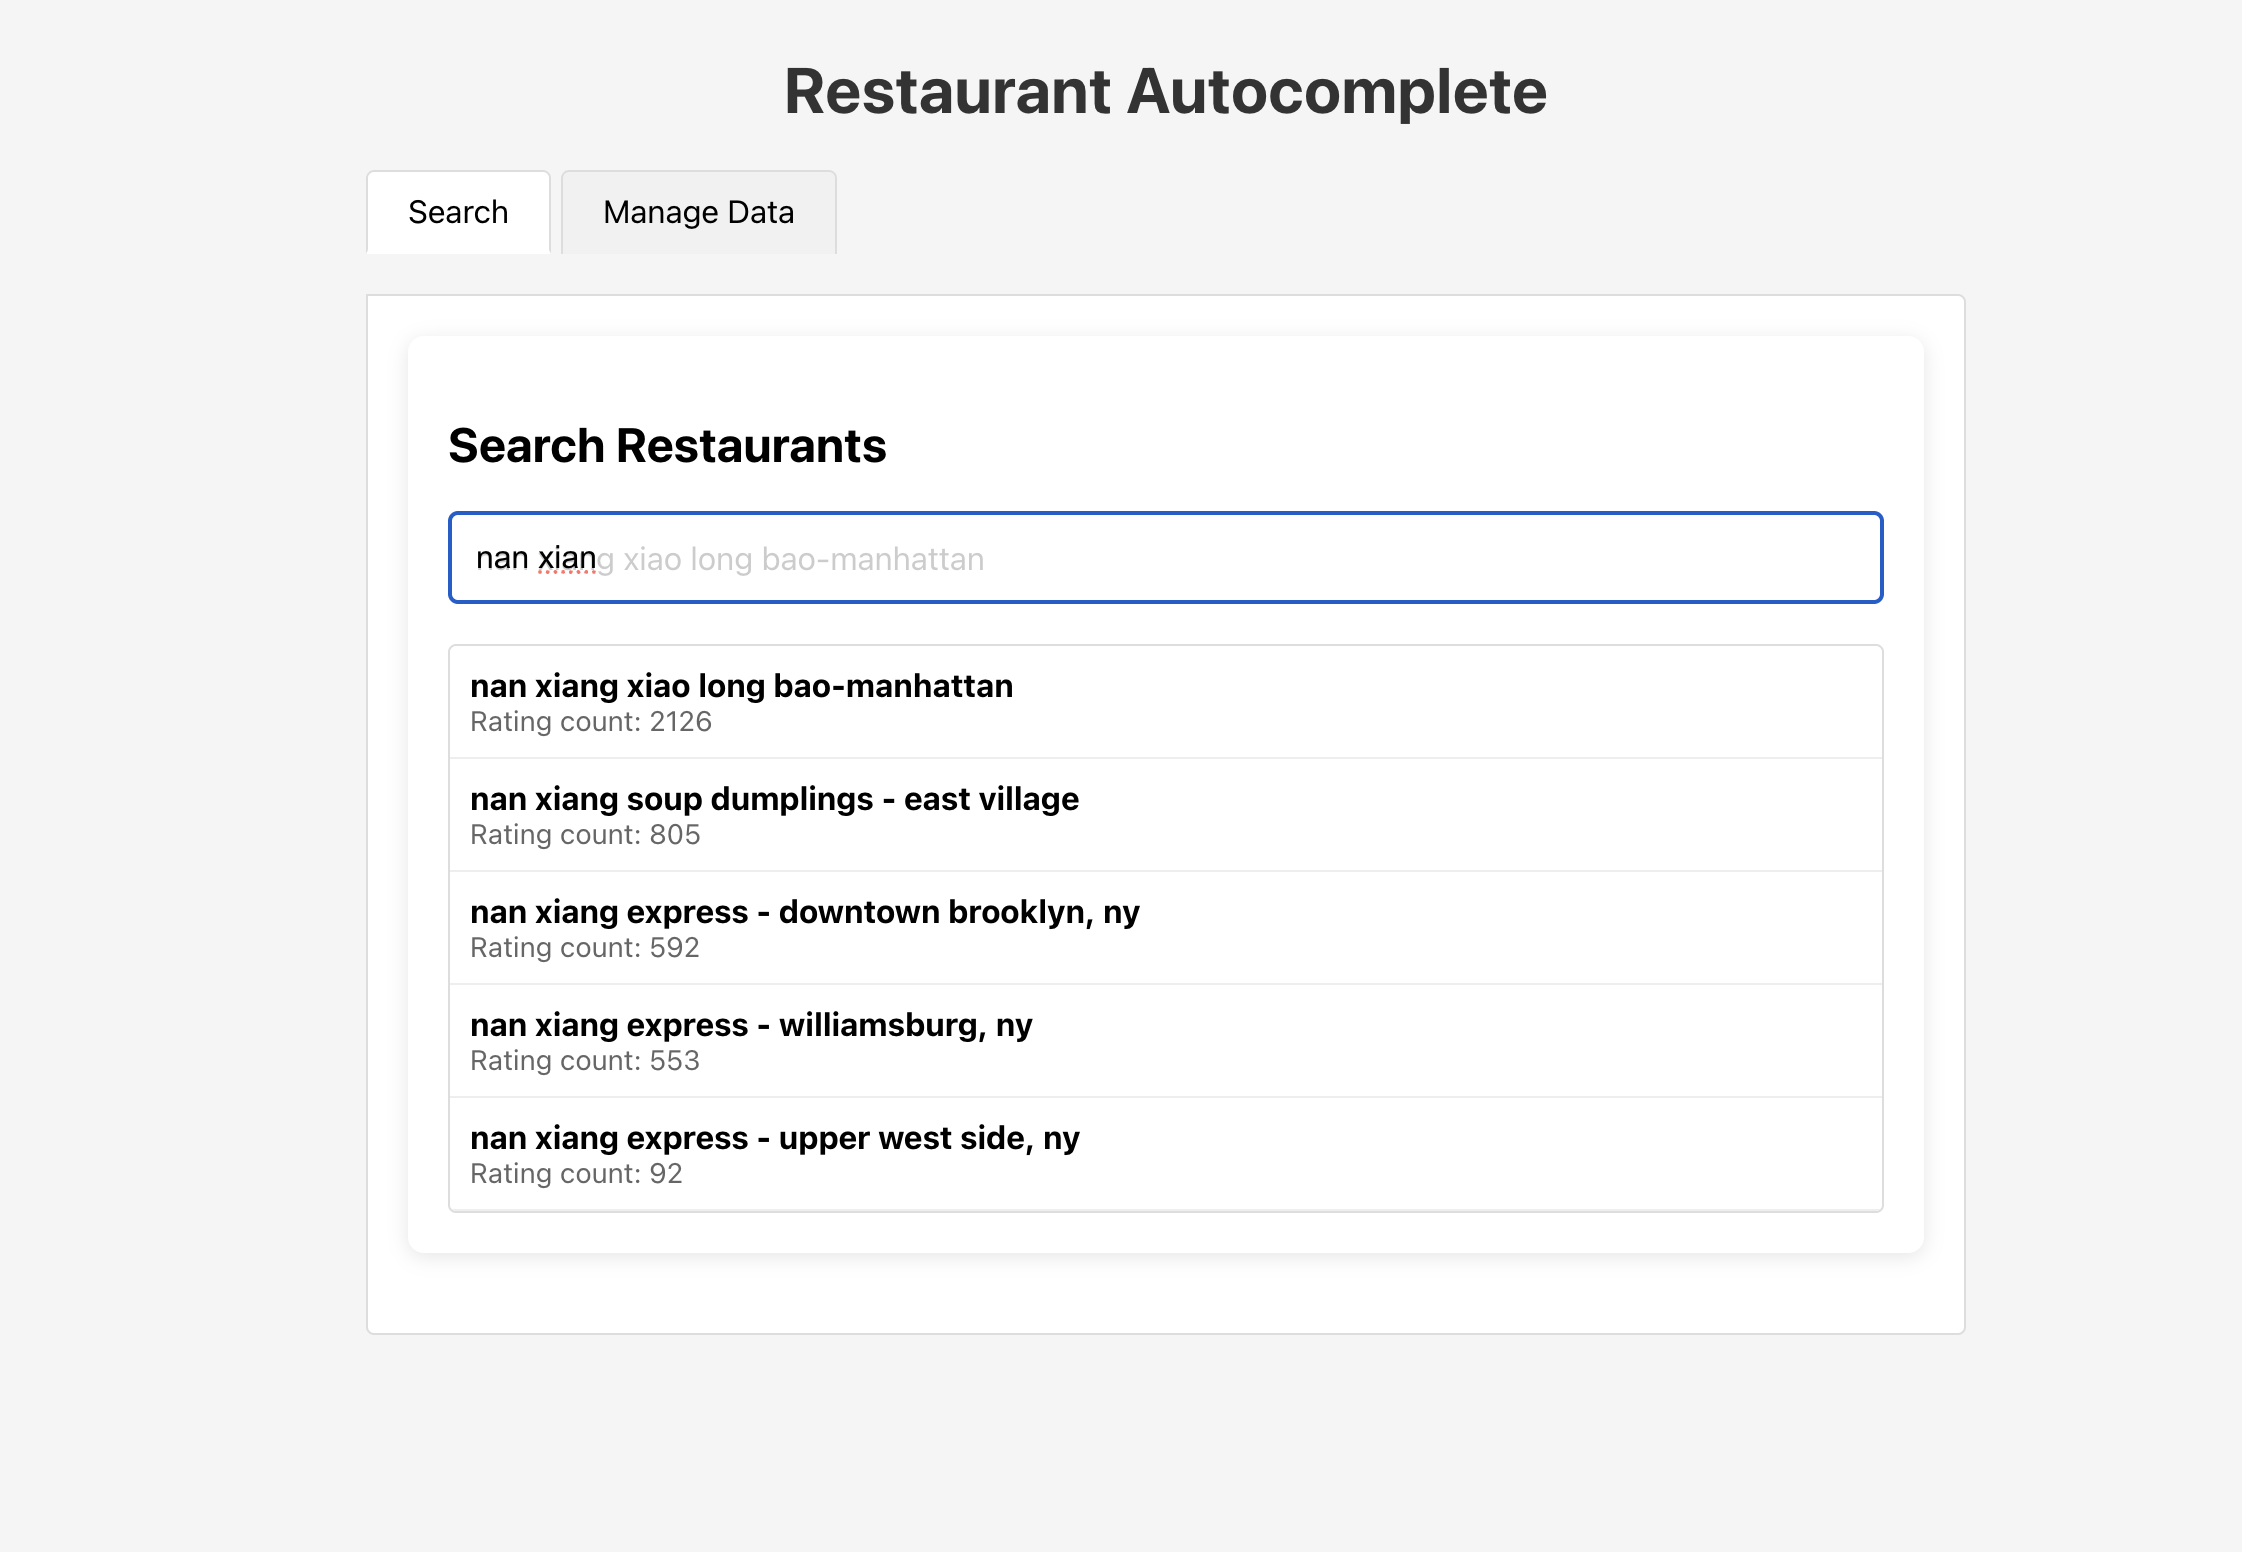 Restaurant Autocomplete
Search
Manage Data
Search Restaurants
nan xiang xiao long bao-manhattan
nan xiang xiao long bao-manhattan
Rating count: 2126
nan xiang soup dumplings - east village
Rating count: 805
nan xiang express - downtown brooklyn, ny
Rating count: 592
nan xiang express - williamsburg, ny
Rating count: 553
nan xiang express - upper west side, ny
Rating count: 92